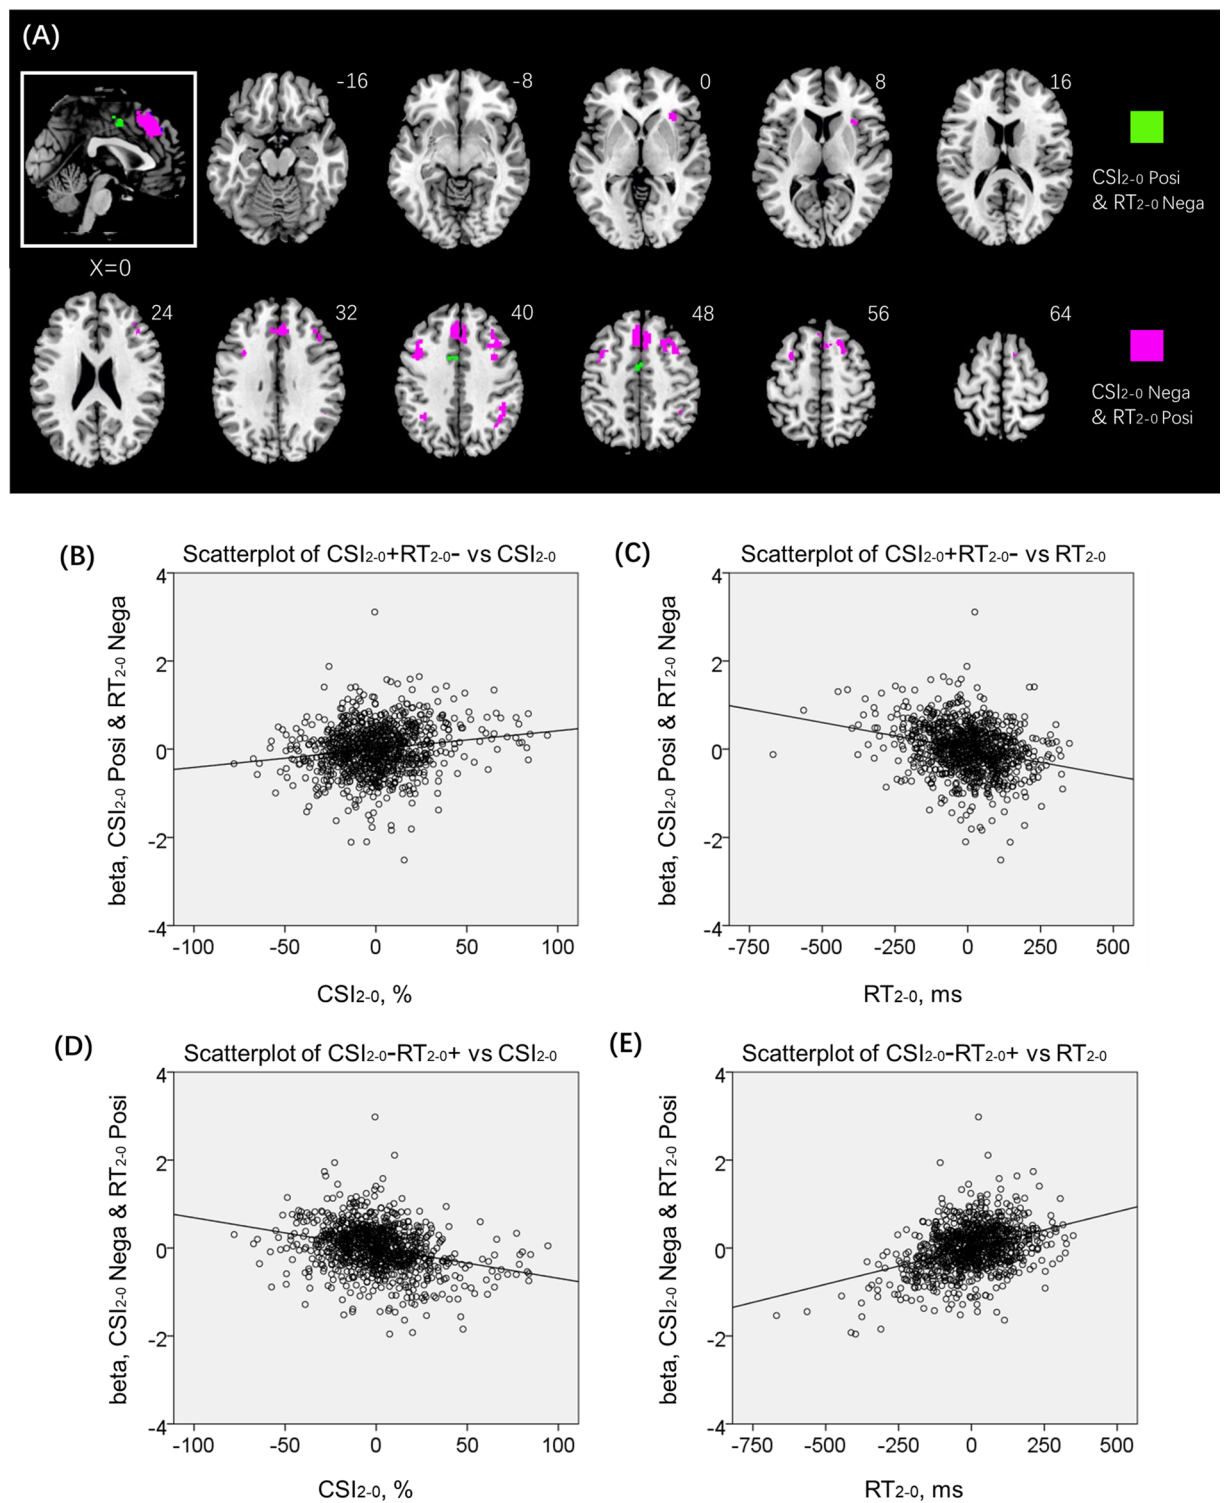 (A)
-16
-8
0
8
16
CSI2-0 Posi
& RT2-0 Nega
X=0
24
32
40
48
56
64
CSI2-0 Nega
& RT2-0 Posi
(B)
Scatterplot of CSI2-0+RT2-0- vs CSI2-0
beta, CSI2-0 Posi & RT2-0 Nega
4
2
0
-2
-4
-100
-50
0
50
100
CSI2-0, %
(C)
Scatterplot of CSI2-0+RT2-0- vs RT2-0
beta, CSI2-0 Posi & RT2-0 Nega
4
2
0
-2
-4
-750
-500
-250
0
250
500
RT2-0, ms
(D)
Scatterplot of CSI2-0-RT2-0+ vs CSI2-0
beta, CSI2-0 Nega & RT2-0 Posi
4
2
0
-2
-4
-100
-50
0
50
100
CSI2-0, %
(E)
Scatterplot of CSI2-0-RT2-0+ vs RT2-0
beta, CSI2-0 Nega & RT2-0 Posi
4
2
0
-2
-4
-750
-500
-250
0
250
500
RT2-0, ms